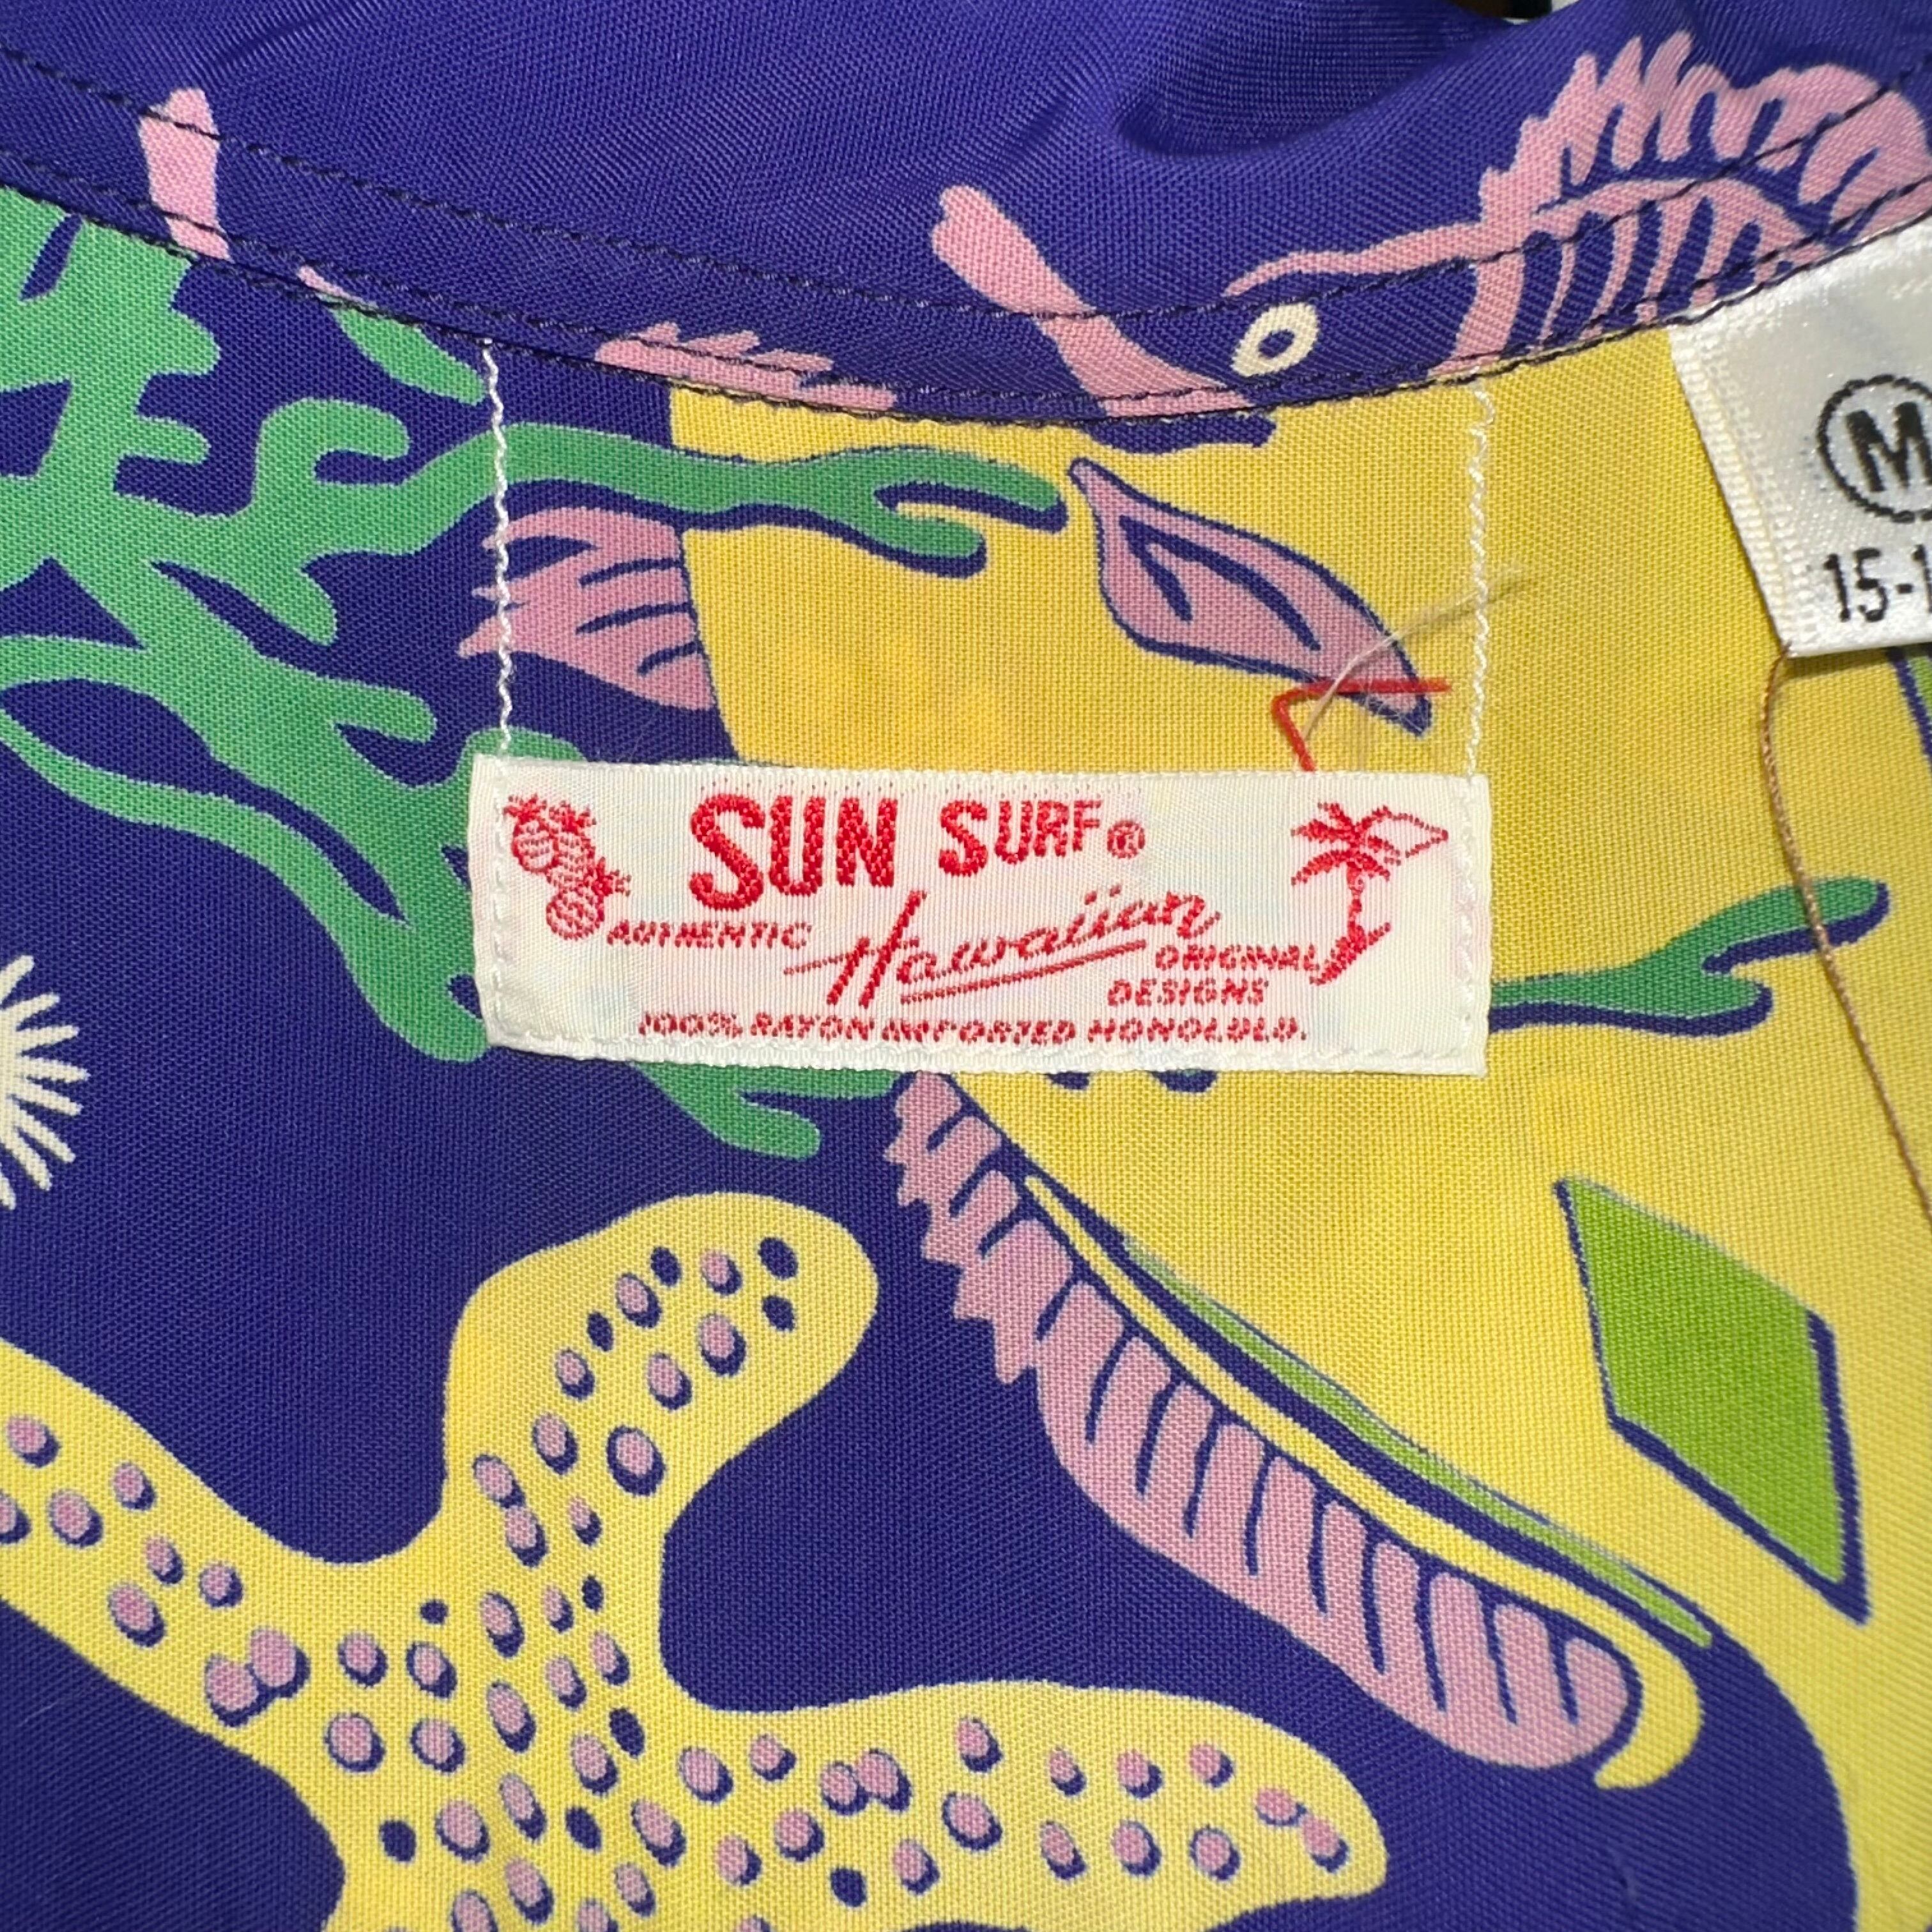 SUN SURF®
AUTHENTIC Hawaiian ORIGINAL
DESIGNS
100% RAYON IMPORTED HONOLULU.
M
15-1